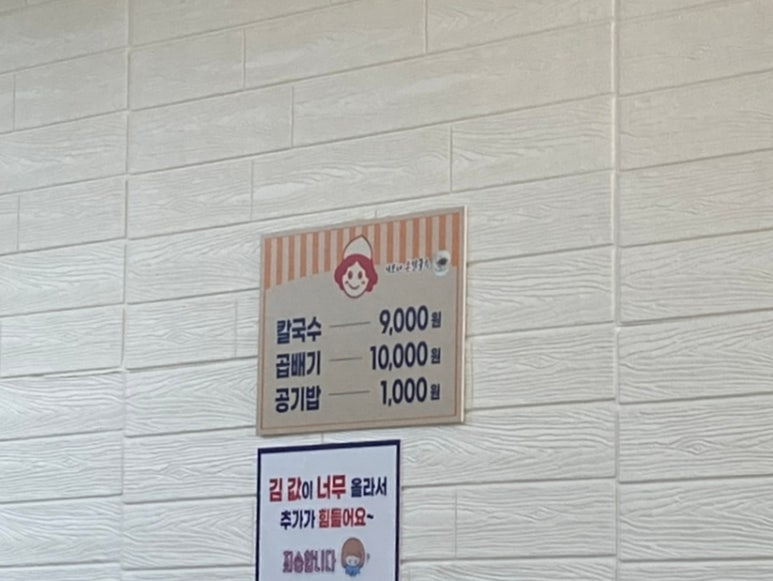 칼국수 9,000원
곱배기 10,000원
공기밥 1,000원
김 값이 너무 올라서
추가가 힘들어요~
죄송합니다